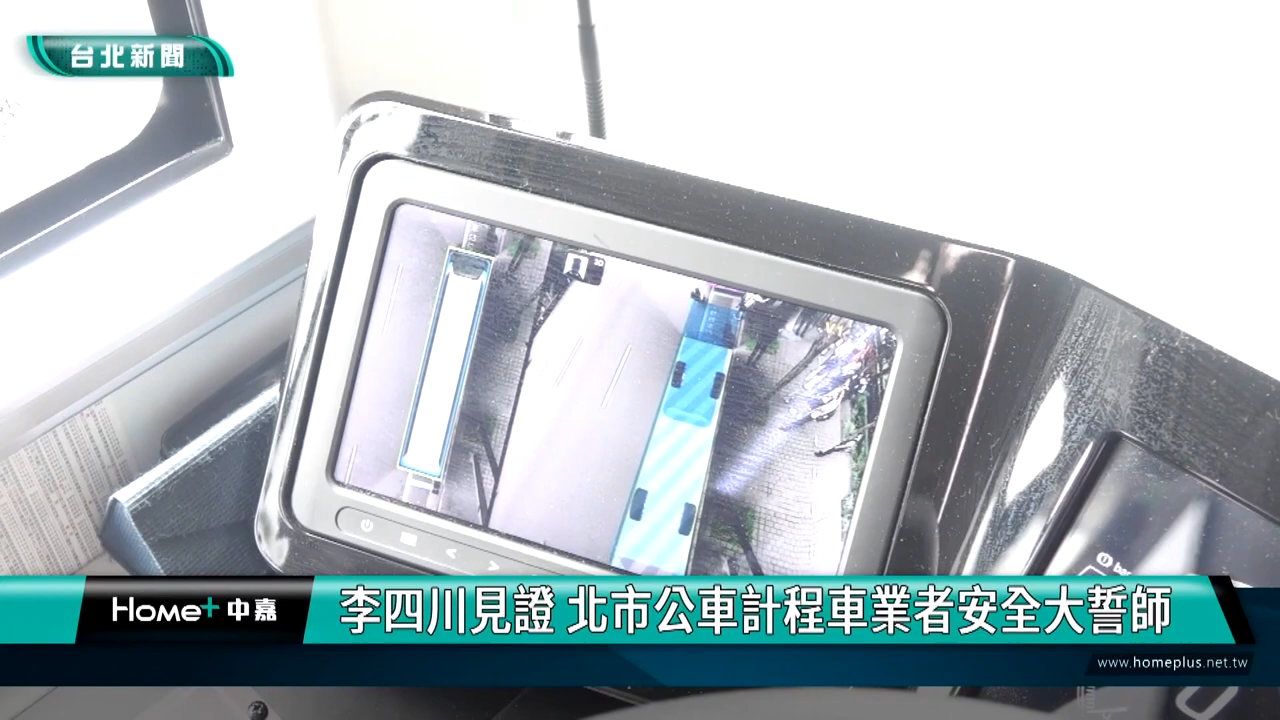 台北新聞
3D
Home+ 中嘉
李四川見證 北市公車計程車業者安全大誓師
www.homeplus.net.tw